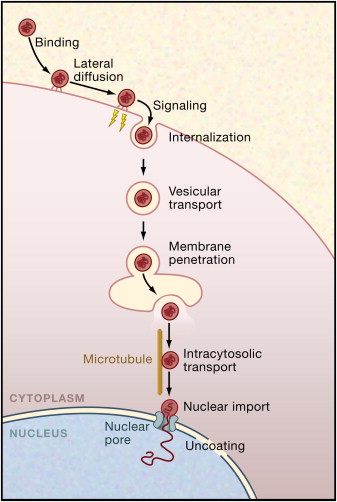 Binding
Lateral
diffusion
Signaling
Internalization
Vesicular
transport
Membrane
penetration
Microtubule
Intracytosolic
transport
CYTOPLASM
Nuclear import
NUCLEUS
Nuclear
pore
Uncoating